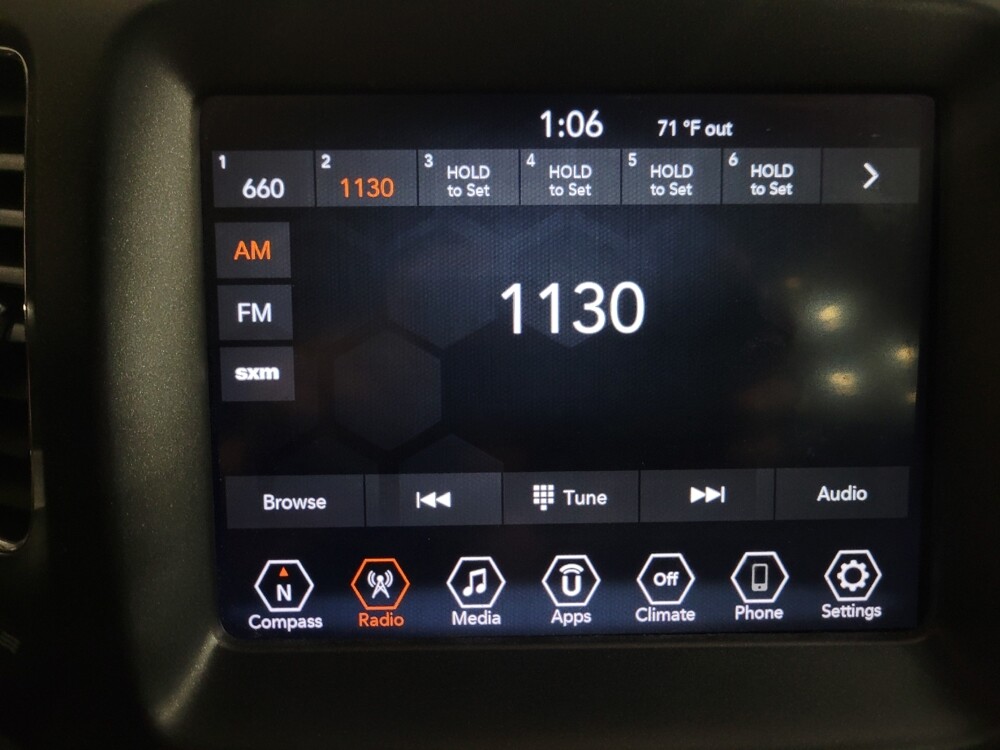 1:06 71 °F out
1 660
2 1130
3 HOLD
to Set
4 HOLD
to Set
5 HOLD
to Set
6 HOLD
to Set
AM
1130
FM
sxm
Browse
Tune
Audio
N
Compass
Radio
Media
U
Apps
Off
Climate
Phone
Settings